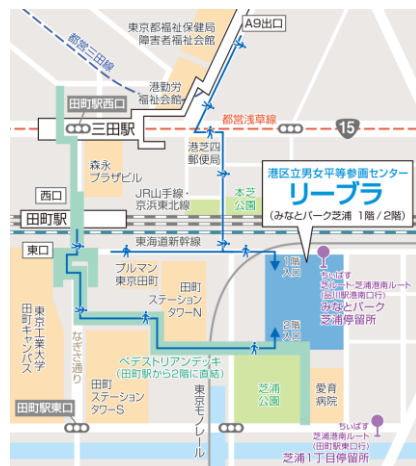 東京都福祉保健局
障害者福祉会館
A9出口
都営三田線
港勤労
福祉会館
田町駅西口
三田駅
都営浅草線
15
港芝四
郵便局
森永
プラザビル
西口
JR山手線・
京浜東北線
本芝
公園
港区立男女平等参画センター
リーブラ
(みなとパーク芝浦 1階/2階)
田町駅
東海道新幹線
東口
プルマン
東京田町
1階
入口
ちぃばす
芝ルート・芝浦港南ルート
(品川駅港南口行)
みなとパーク
芝浦停留所
田町
ステーション
タワーN
東京工業大学
田町キャンパス
なぎさ通り
2階
入口
ペデストリアンデッキ
(田町駅から2階に直結)
田町
ステーション
タワーS
東京モノレール
芝浦
公園
愛育
病院
田町駅東口
ちぃばす
芝浦港南ルート
(田町駅東口行)
芝浦1丁目停留所